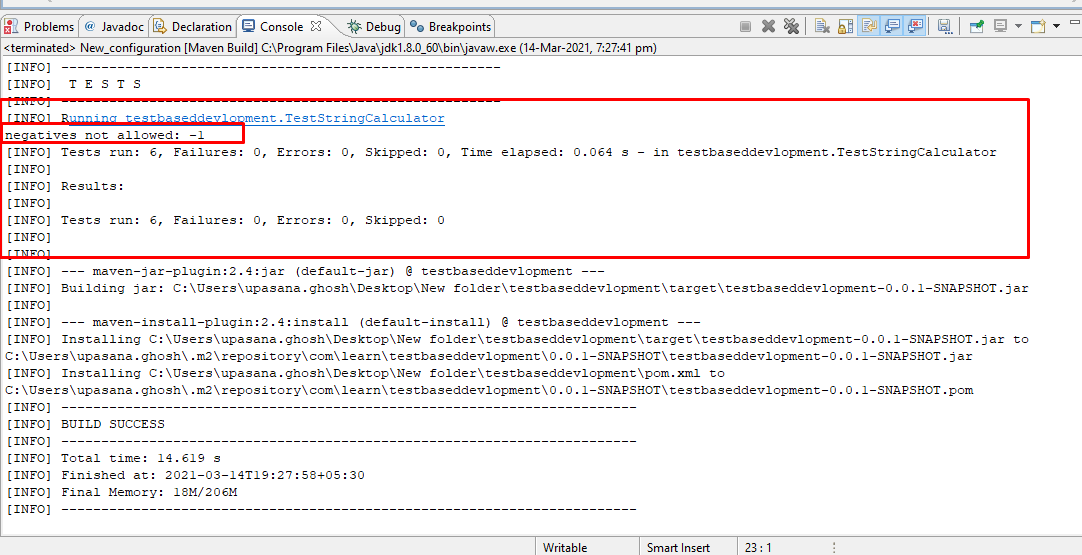 Problems @ Javadoc Declaration Console Debug Breakpoints
<terminated> New_configuration [Maven Build] C:\Program Files\Java\jdk1.8.0_60\bin\javaw.exe (14-Mar-2021, 7:27:41 pm)
[INFO] -------------------------------------------------------
[INFO]  T E S T S
[INFO] -------------------------------------------------------
[INFO] Running testbaseddevlopment.TestStringCalculator
negatives not allowed: -1
[INFO] Tests run: 6, Failures: 0, Errors: 0, Skipped: 0, Time elapsed: 0.064 s - in testbaseddevlopment.TestStringCalculator
[INFO]
[INFO] Results:
[INFO]
[INFO] Tests run: 6, Failures: 0, Errors: 0, Skipped: 0
[INFO]
[INFO]
[INFO] --- maven-jar-plugin:2.4:jar (default-jar) @ testbaseddevlopment ---
[INFO] Building jar: C:\Users\upasana.ghosh\Desktop\New folder\testbaseddevlopment\target\testbaseddevlopment-0.0.1-SNAPSHOT.jar
[INFO]
[INFO] --- maven-install-plugin:2.4:install (default-install) @ testbaseddevlopment ---
[INFO] Installing C:\Users\upasana.ghosh\Desktop\New folder\testbaseddevlopment\target\testbaseddevlopment-0.0.1-SNAPSHOT.jar to
C:\Users\upasana.ghosh\.m2\repository\com\learn\testbaseddevlopment\0.0.1-SNAPSHOT\testbaseddevlopment-0.0.1-SNAPSHOT.jar
[INFO] Installing C:\Users\upasana.ghosh\Desktop\New folder\testbaseddevlopment\pom.xml to
C:\Users\upasana.ghosh\.m2\repository\com\learn\testbaseddevlopment\0.0.1-SNAPSHOT\testbaseddevlopment-0.0.1-SNAPSHOT.pom
[INFO] ------------------------------------------------------------------------
[INFO] BUILD SUCCESS
[INFO] ------------------------------------------------------------------------
[INFO] Total time: 14.619 s
[INFO] Finished at: 2021-03-14T19:27:58+05:30
[INFO] Final Memory: 18M/206M
[INFO] ------------------------------------------------------------------------
Writable Smart Insert 23 : 1